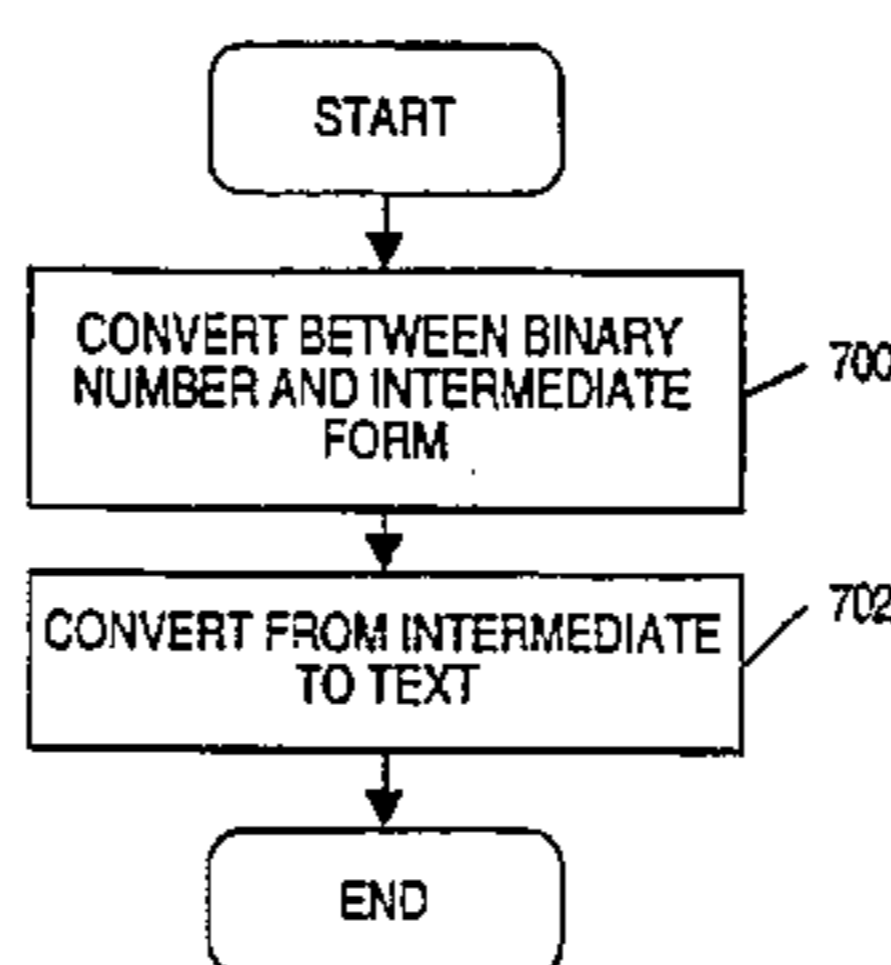 START
CONVERT BETWEEN BINARY
NUMBER AND INTERMEDIATE
FORM
700
CONVERT FROM INTERMEDIATE
TO TEXT
702
END